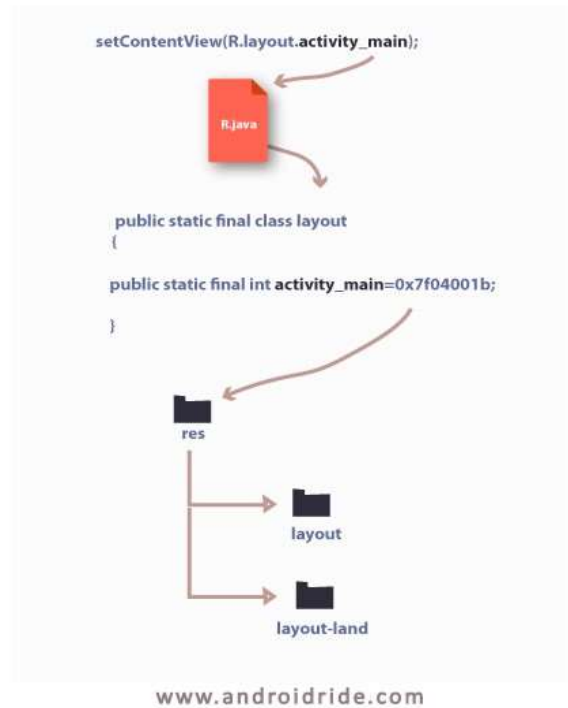 setContentView(R.layout.activity_main);
R.java
public static final class layout
{
public static final int activity_main=0x7f04001b;
}
res
layout
layout-land
www.androidride.com